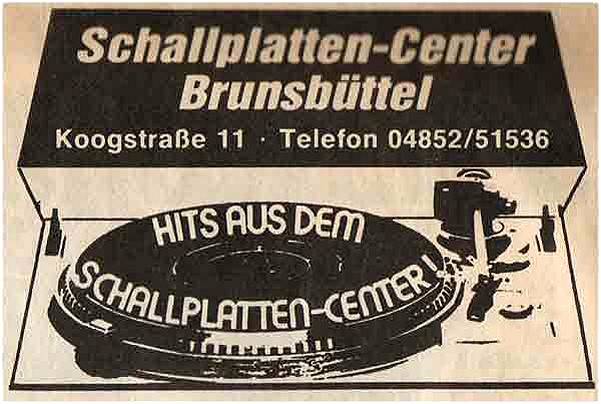 Schallplatten-Center
Brunsbüttel
Koogstraße 11 · Telefon 04852/51536
HITS AUS DEM
SCHALLPLATTEN-CENTER!